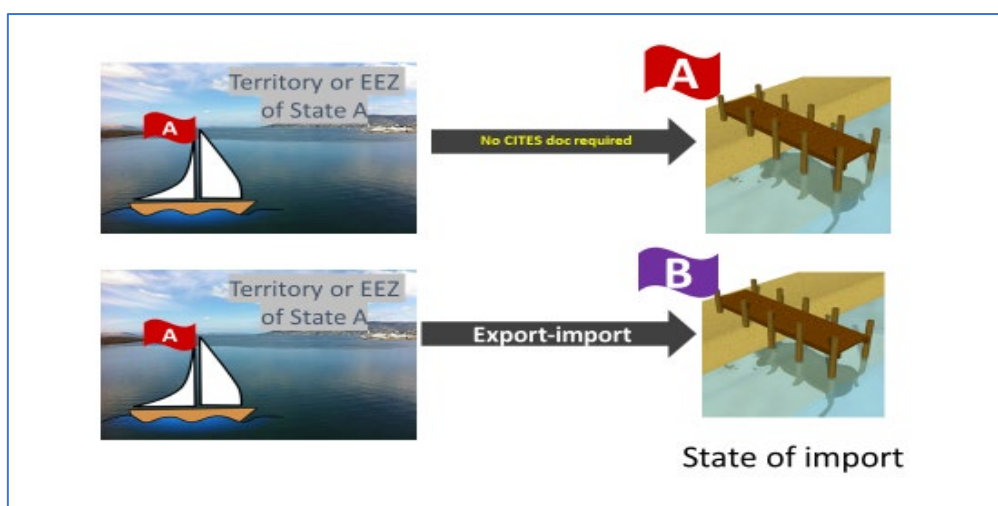 Territory or EEZ
of State A
A
No CITES doc required
A
Territory or EEZ
of State A
A
Export-import
B
State of import